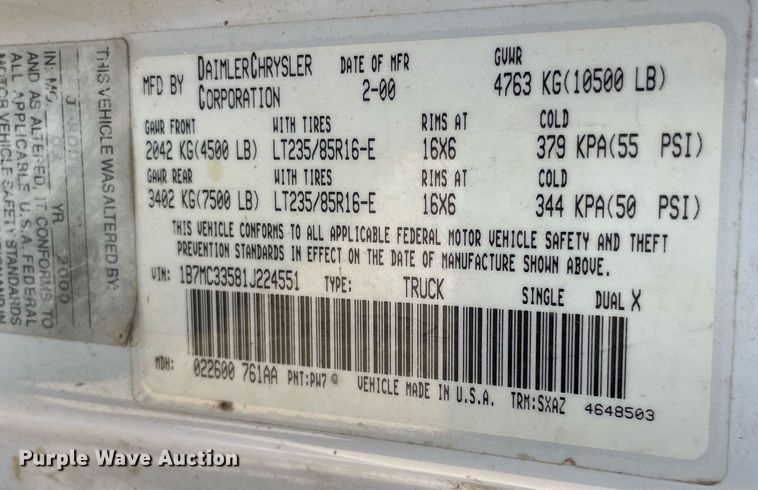 THIS VEHICLE WAS ALTERED BY:
IN: MO. 03 YR. 2000
AND AS ALTERED, IT CONFORMS TO
ALL APPLICABLE U.S.A. FEDERAL
MOTOR VEHICLE SAFETY STANDARDS
MFD BY DAIMLERCHRYSLER CORPORATION
DATE OF MFR 2-00
GVWR 4763 KG(10500 LB)
GAWR FRONT WITH TIRES RIMS AT COLD
2042 KG(4500 LB) LT235/85R16-E 16X6 379 KPA(55 PSI)
GAWR REAR WITH TIRES RIMS AT COLD
3402 KG(7500 LB) LT235/85R16-E 16X6 344 KPA(50 PSI)
THIS VEHICLE CONFORMS TO ALL APPLICABLE FEDERAL MOTOR VEHICLE SAFETY AND THEFT
PREVENTION STANDARDS IN EFFECT ON THE DATE OF MANUFACTURE SHOWN ABOVE.
VIN: 1B7MC33581J224551 TYPE: TRUCK SINGLE DUAL X
MDH: 022600 761AA PNT:PW7 VEHICLE MADE IN U.S.A. TRM:SXAZ 4648503
Purple Wave Auction